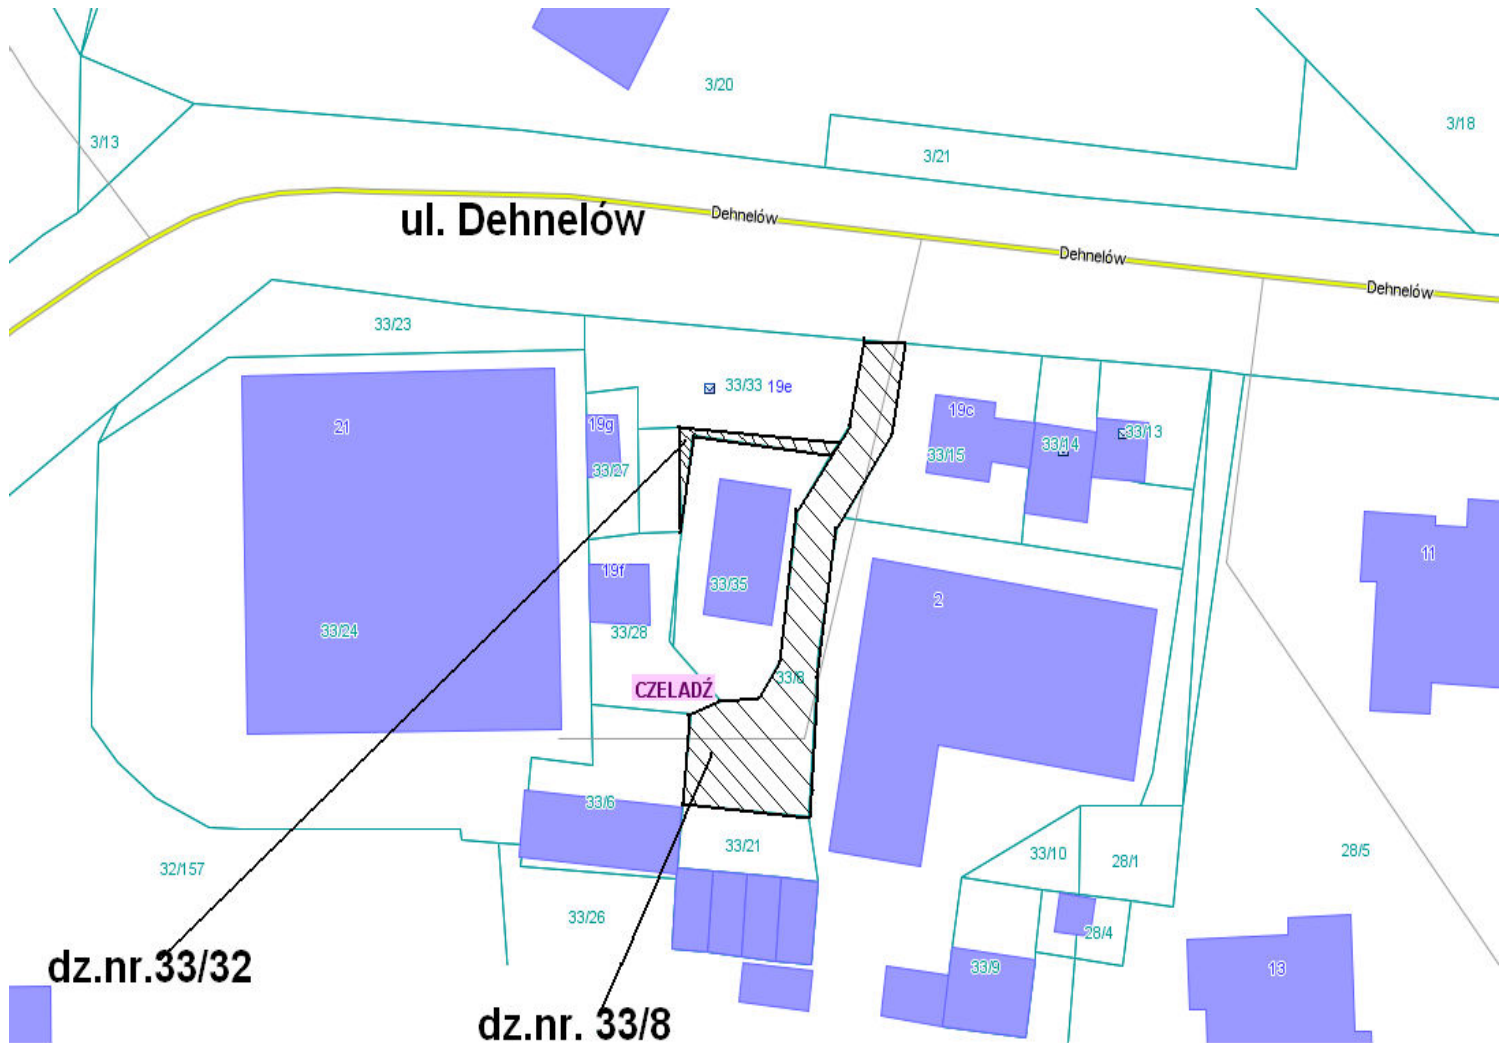 3/20
3/18
3/13
3/21
ul. Dehnelów
Dehnelów
Dehnelów
Dehnelów
33/23
33/33 19e
19c
21
19g
33/14
33/13
33/15
33/27
11
19f
33/35
2
33/24
33/28
33/8
CZELADŹ
33/6
33/21
33/10
28/1
28/5
32/157
33/26
28/4
dz.nr.33/32
33/9
13
dz.nr. 33/8